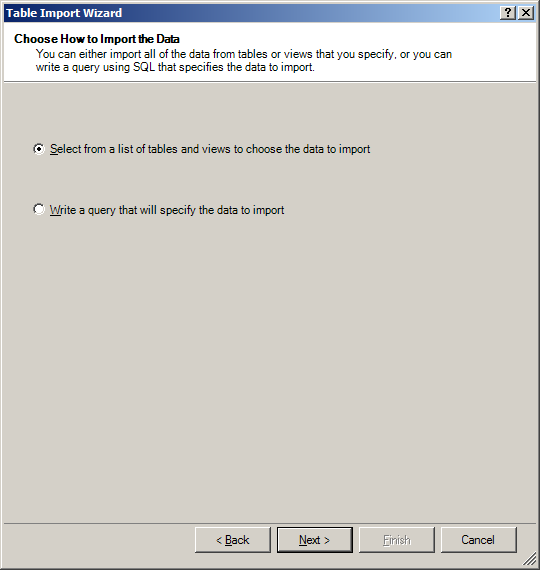 Table Import Wizard
Choose How to Import the Data
You can either import all of the data from tables or views that you specify, or you can
write a query using SQL that specifies the data to import.
Select from a list of tables and views to choose the data to import
Write a query that will specify the data to import
< Back
Next >
Finish
Cancel